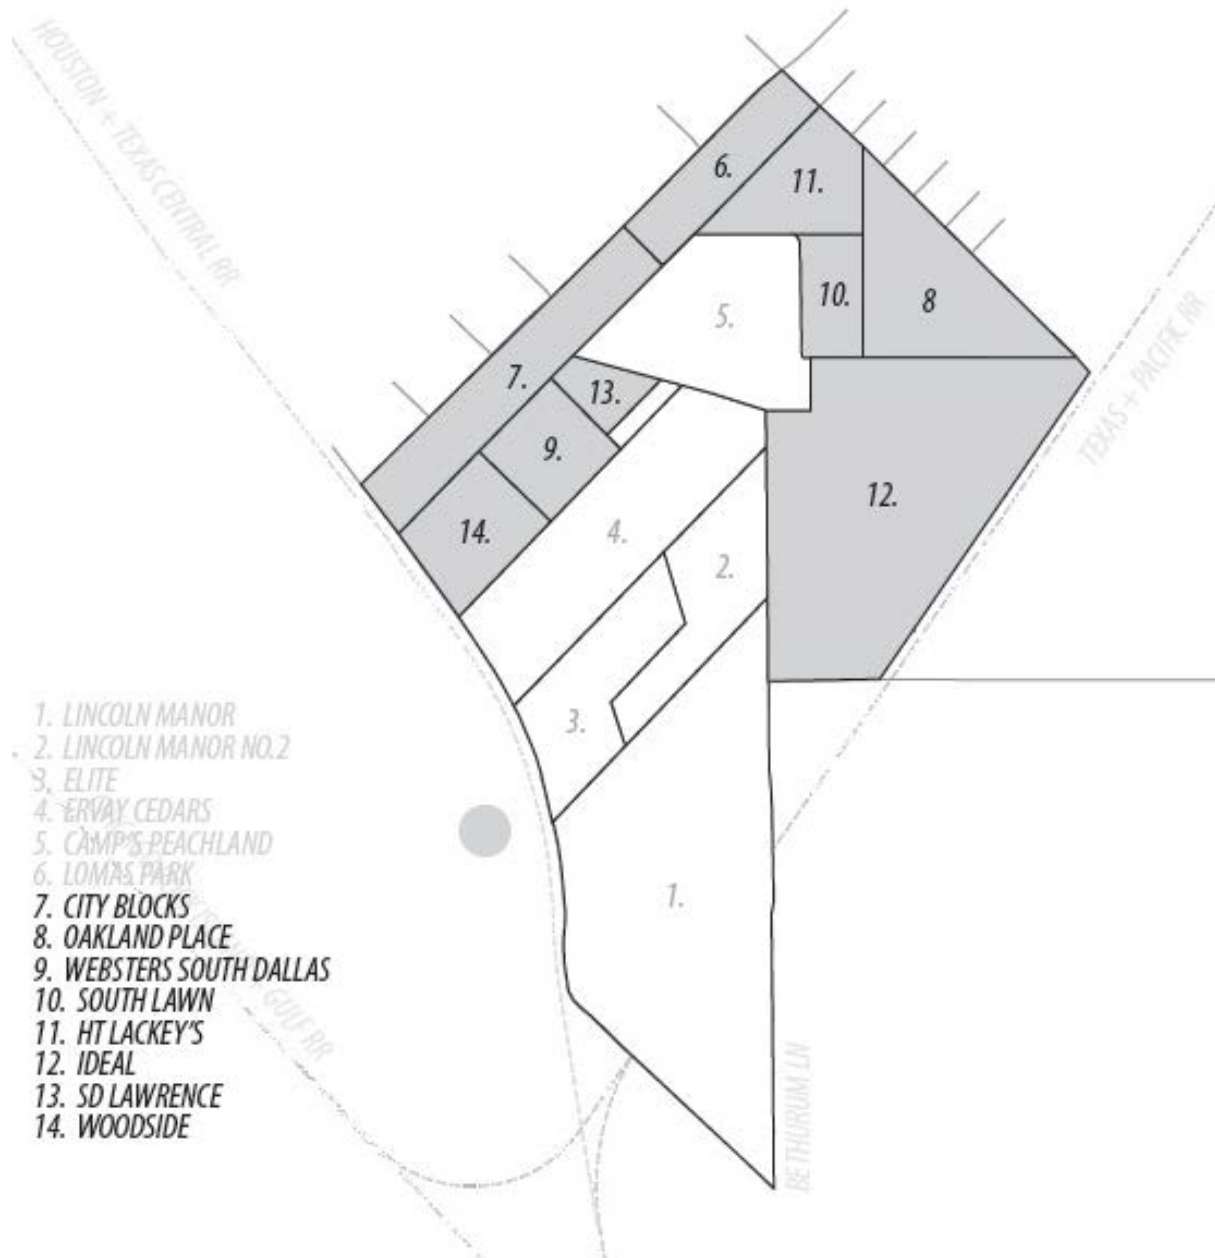 HOUSTON + TEXAS CENTRAL RR
6.
11.
10.
8
5.
TEXAS + PACIFIC RR
7.
13.
9.
12.
14.
4.
2.
3.
1.
1. LINCOLN MANOR
2. LINCOLN MANOR NO.2
3. ELITE
4. ERVAY CEDARS
5. CAMP'S PEACHLAND
6. LOMAS PARK
7. CITY BLOCKS
8. OAKLAND PLACE
9. WEBSTERS SOUTH DALLAS
10. SOUTH LAWN
11. HT LACKEY'S
12. IDEAL
13. SD LAWRENCE
14. WOODSIDE
GULF RR
BETHURUM LN